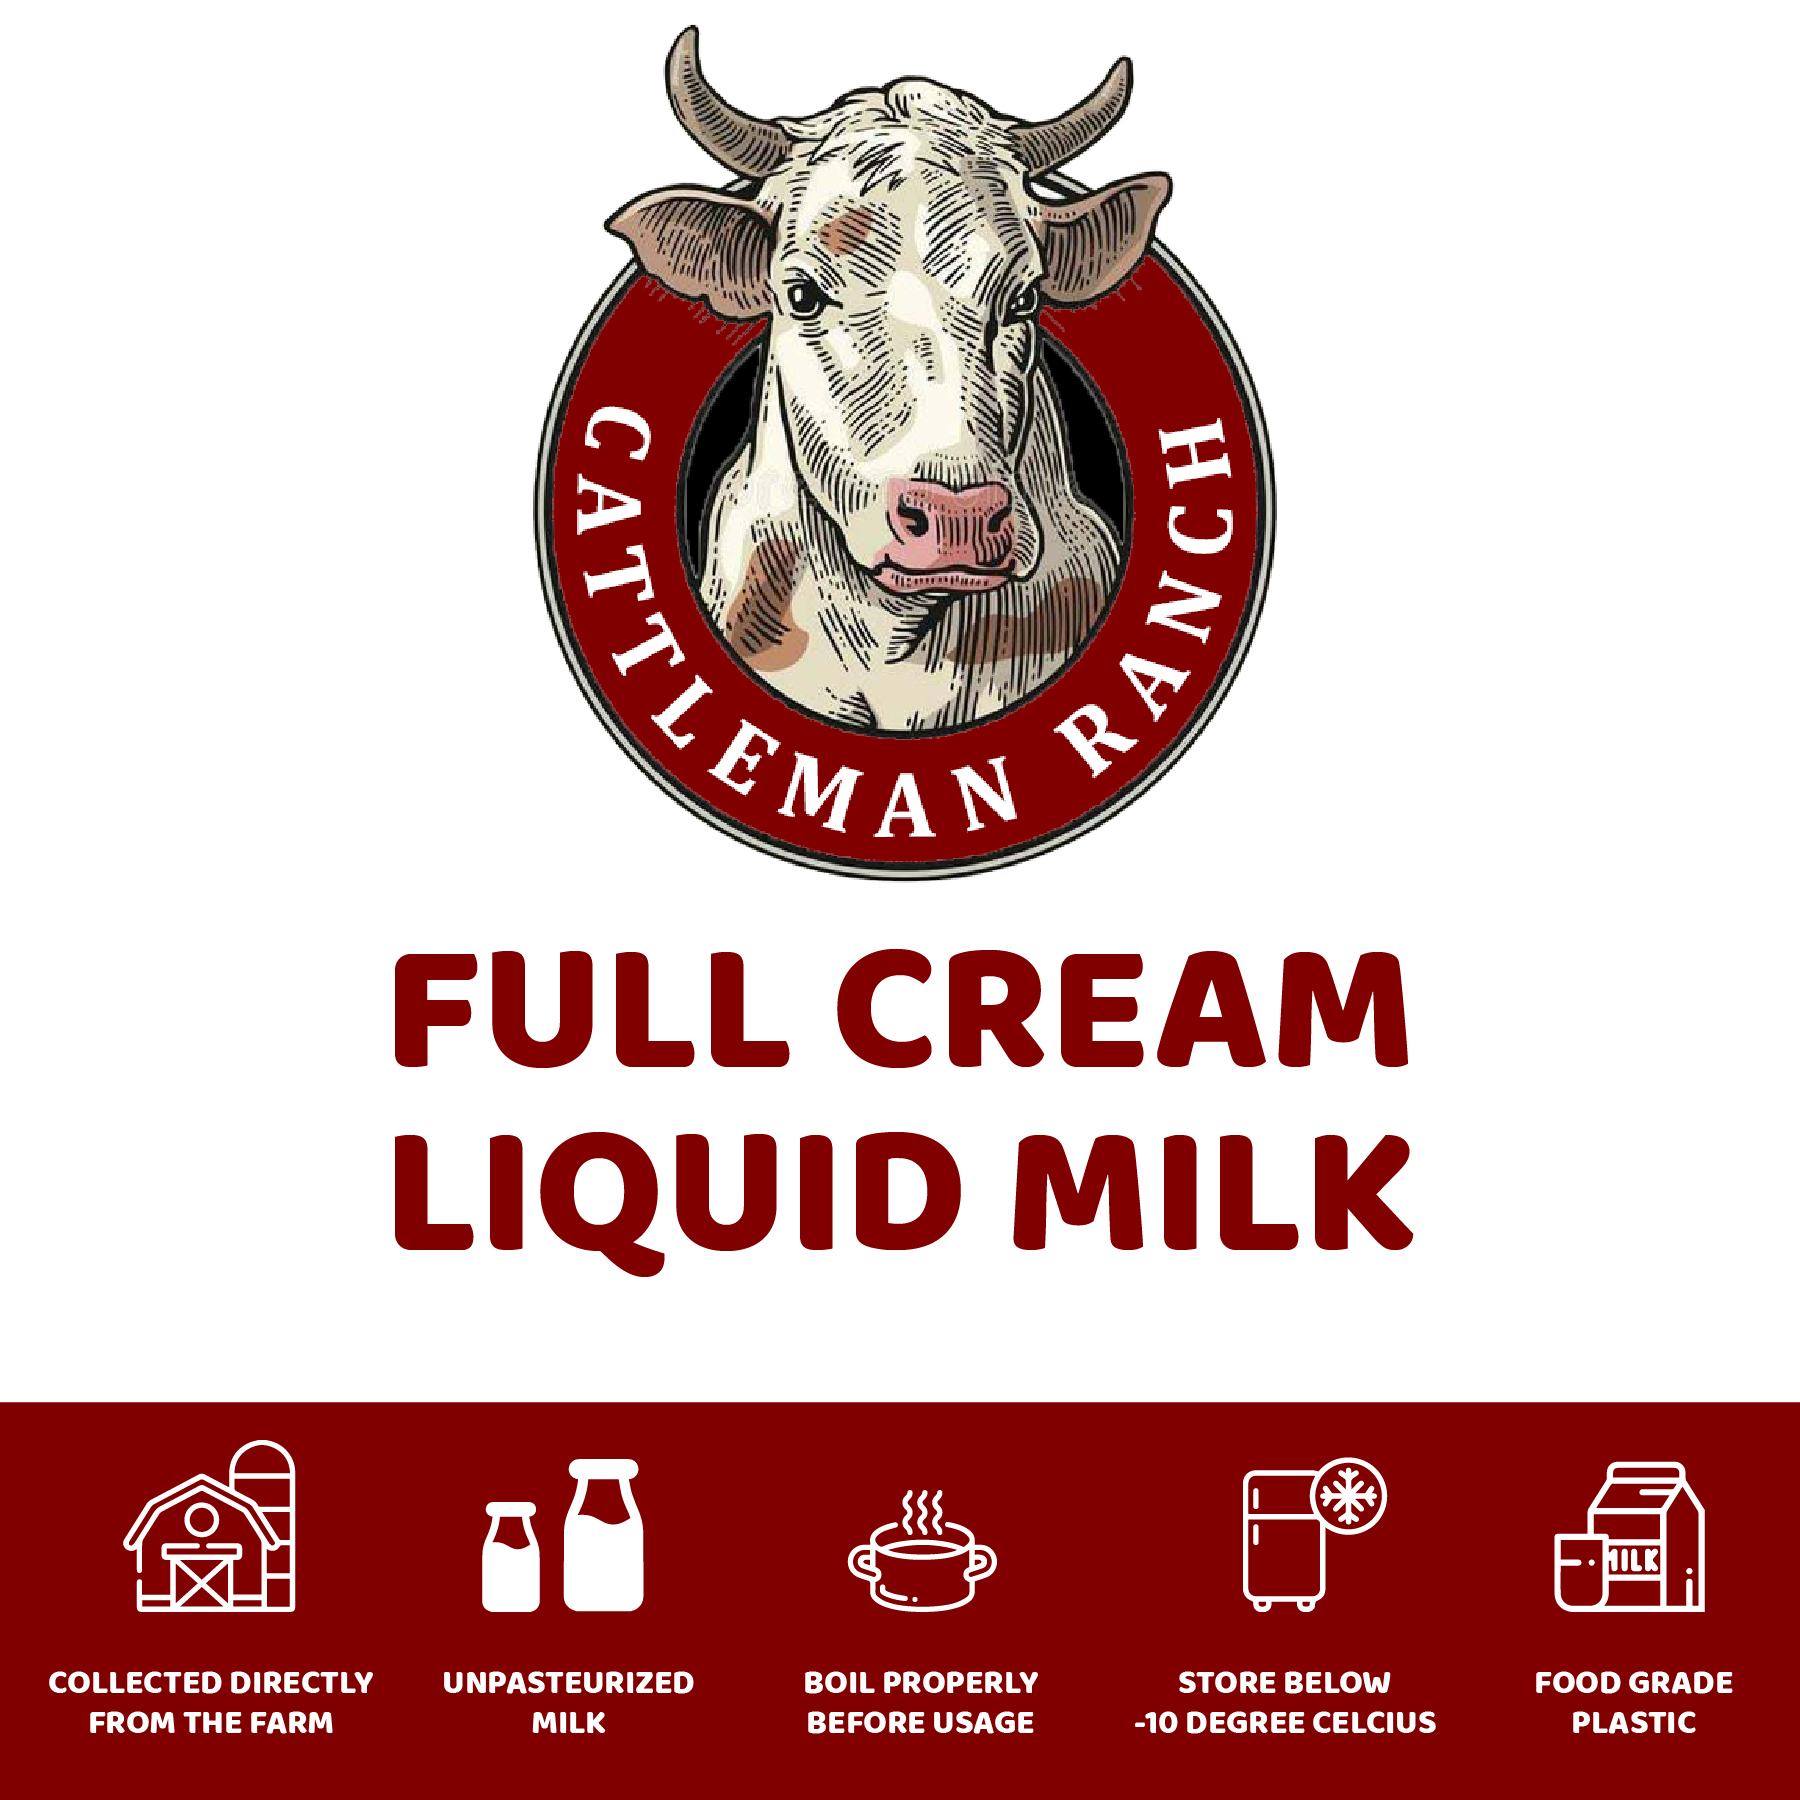 CATTLEMAN RANCH
FULL CREAM
LIQUID MILK
MILK
COLLECTED DIRECTLY
FROM THE FARM
UNPASTEURIZED
MILK
BOIL PROPERLY
BEFORE USAGE
STORE BELOW
-10 DEGREE CELCIUS
FOOD GRADE
PLASTIC